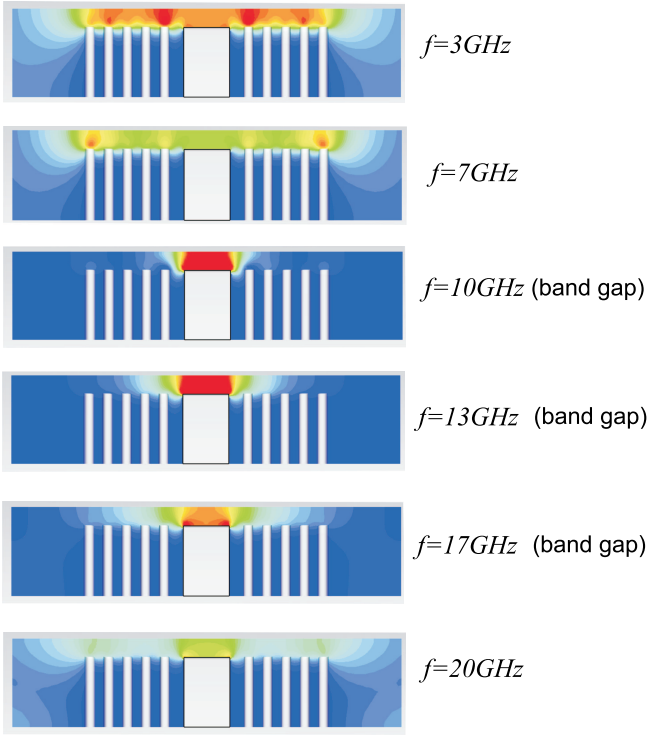 f=3GHz
f=7GHz
f=10GHz (band gap)
f=13GHz (band gap)
f=17GHz (band gap)
f=20GHz